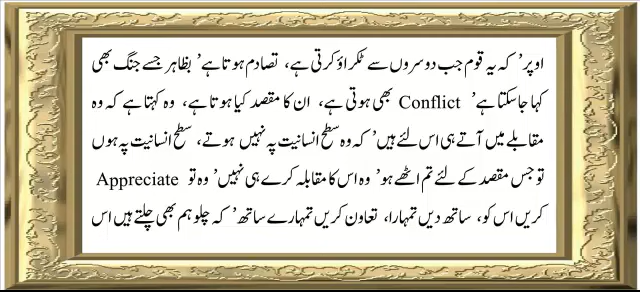 اوپر’ کہ یہ قوم جب دوسروں سے ٹکراؤ کرتی ہے، تصادم ہوتا ہے’ بظاہر جسے جنگ بھی
کہا جاسکتا ہے’ Conflict بھی ہوتی ہے، ان کا مقصد کیا ہوتا ہے، وہ کہتا ہے کہ وہ
مقابلے میں آتے ہی اس لئے ہیں’ کہ وہ سطح انسانیت پہ نہیں ہوتے، سطح انسانیت پہ ہوں
تو جس مقصد کے لئے تم اٹھے ہو’ وہ اس کا مقابلہ کرے ہی نہیں’ وہ تو Appreciate
کریں اس کو، ساتھ دیں تمہارا، تعاون کریں تمہارے ساتھ’ کہ چلو ہم بھی چلتے ہیں اس